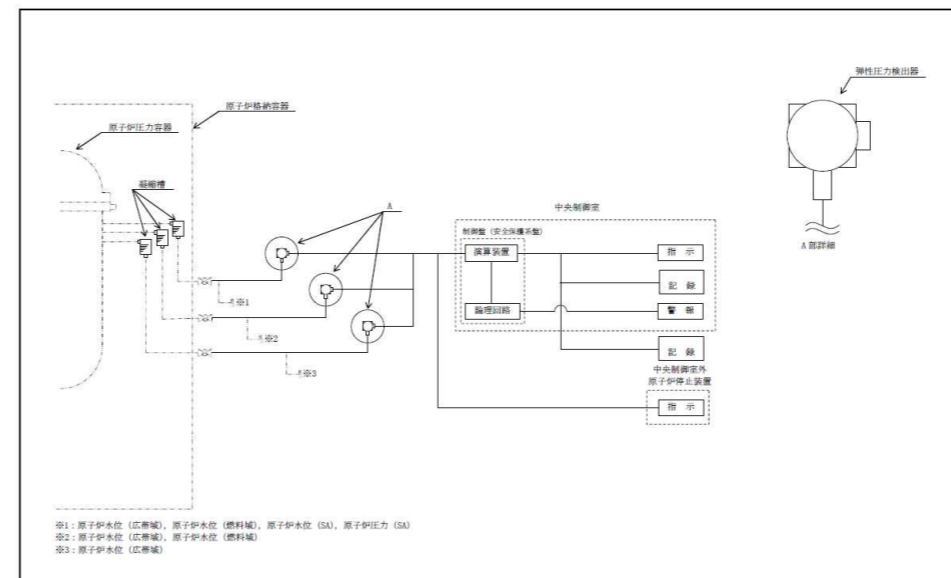 弾性圧力検出器
A部詳細
原子炉格納容器
原子炉圧力容器
凝縮槽
A
※1
※2
※3
中央制御室
制御盤（安全保護系盤）
演算装置
論理回路
指 示
記 録
警 報
記 録
中央制御室外
原子炉停止装置
指 示
※1：原子炉水位（広帯域），原子炉水位（燃料域），原子炉水位（SA），原子炉圧力（SA）
※2：原子炉水位（広帯域），原子炉水位（燃料域）
※3：原子炉水位（広帯域）